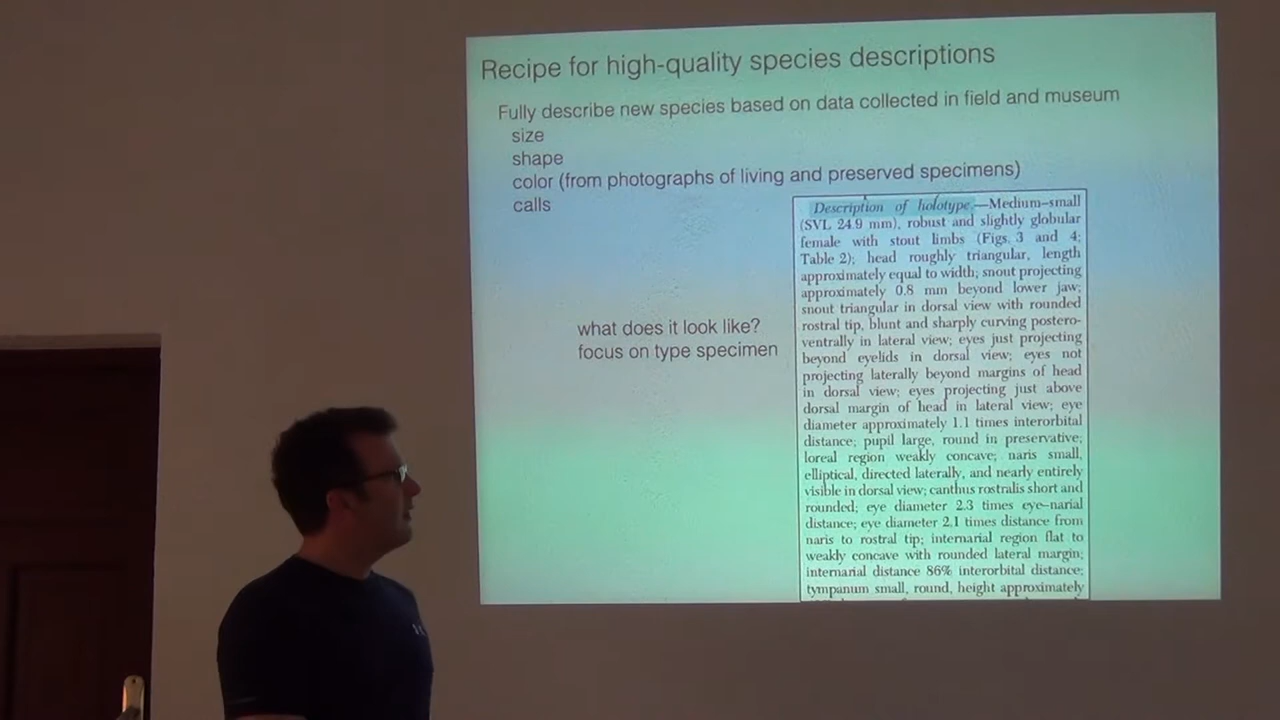 Recipe for high-quality species descriptions
Fully describe new species based on data collected in field and museum
size
shape
color (from photographs of living and preserved specimens)
calls
what does it look like?
focus on type specimen
Description of holotype.—Medium–small
(SVL 24.9 mm), robust and slightly globular
female with stout limbs (Figs. 3 and 4;
Table 2); head roughly triangular, length
approximately equal to width; snout projecting
approximately 0.8 mm beyond lower jaw;
snout triangular in dorsal view with rounded
rostral tip, blunt and sharply curving postero-
ventrally in lateral view; eyes just projecting
beyond eyelids in dorsal view; eyes not
projecting laterally beyond margins of head
in dorsal view; eyes projecting just above
dorsal margin of head in lateral view; eye
diameter approximately 1.1 times interorbital
distance; pupil large, round in preservative;
loreal region weakly concave; naris small,
elliptical, directed laterally, and nearly entirely
visible in dorsal view; canthus rostralis short and
rounded; eye diameter 2.3 times eye–narial
distance; eye diameter 2.1 times distance from
naris to rostral tip; internarial region flat to
weakly concave with rounded lateral margin;
internarial distance 86% interorbital distance;
tympanum small, round, height approximately